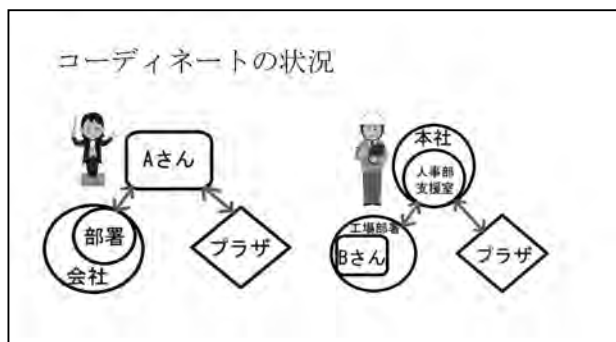 コーディネートの状況
Aさん
部署
会社
プラザ
本社
人事部
支援室
工場部署
Bさん
プラザ